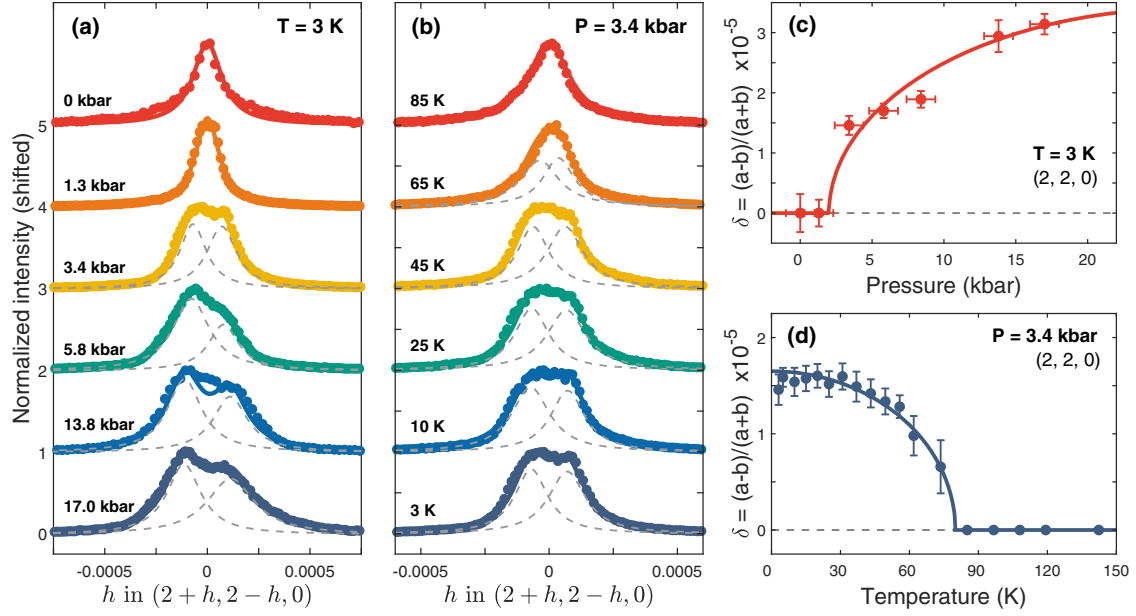 (a)
T = 3 K
0 kbar
1.3 kbar
3.4 kbar
5.8 kbar
13.8 kbar
17.0 kbar
Normalized intensity (shifted)
5
4
3
2
1
0
-0.0005
0
0.0005
h in (2 + h, 2 − h, 0)
(b)
P = 3.4 kbar
85 K
65 K
45 K
25 K
10 K
3 K
-0.0005
0
0.0005
h in (2 + h, 2 − h, 0)
(c)
T = 3 K
(2, 2, 0)
δ = (a-b)/(a+b) x10⁻⁵
3
2
1
0
0
5
10
15
20
Pressure (kbar)
(d)
P = 3.4 kbar
(2, 2, 0)
δ = (a-b)/(a+b) x10⁻⁵
2
1
0
0
30
60
90
120
150
Temperature (K)